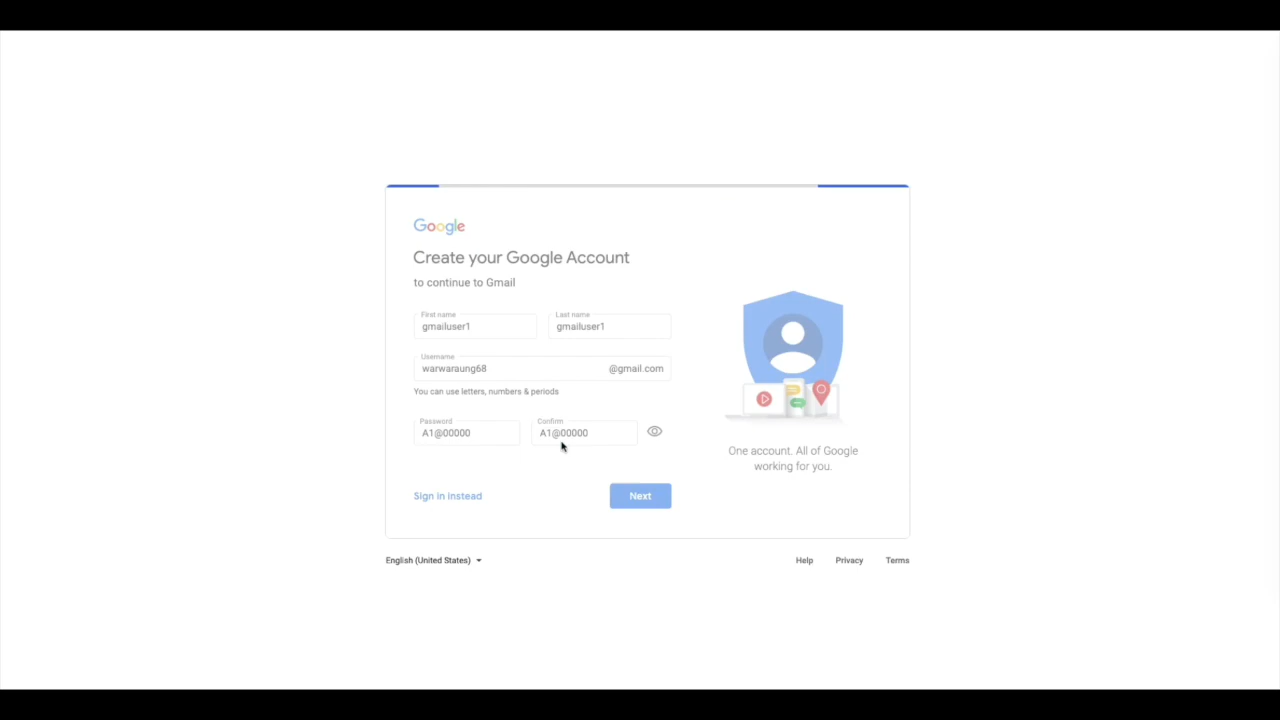 Google
Create your Google Account
to continue to Gmail
First name
gmailuser1
Last name
gmailuser1
Username
warwaraung68 @gmail.com
You can use letters, numbers & periods
Password
A1@00000
Confirm
A1@00000
Sign in instead
Next
One account. All of Google
working for you.
English (United States)
Help
Privacy
Terms